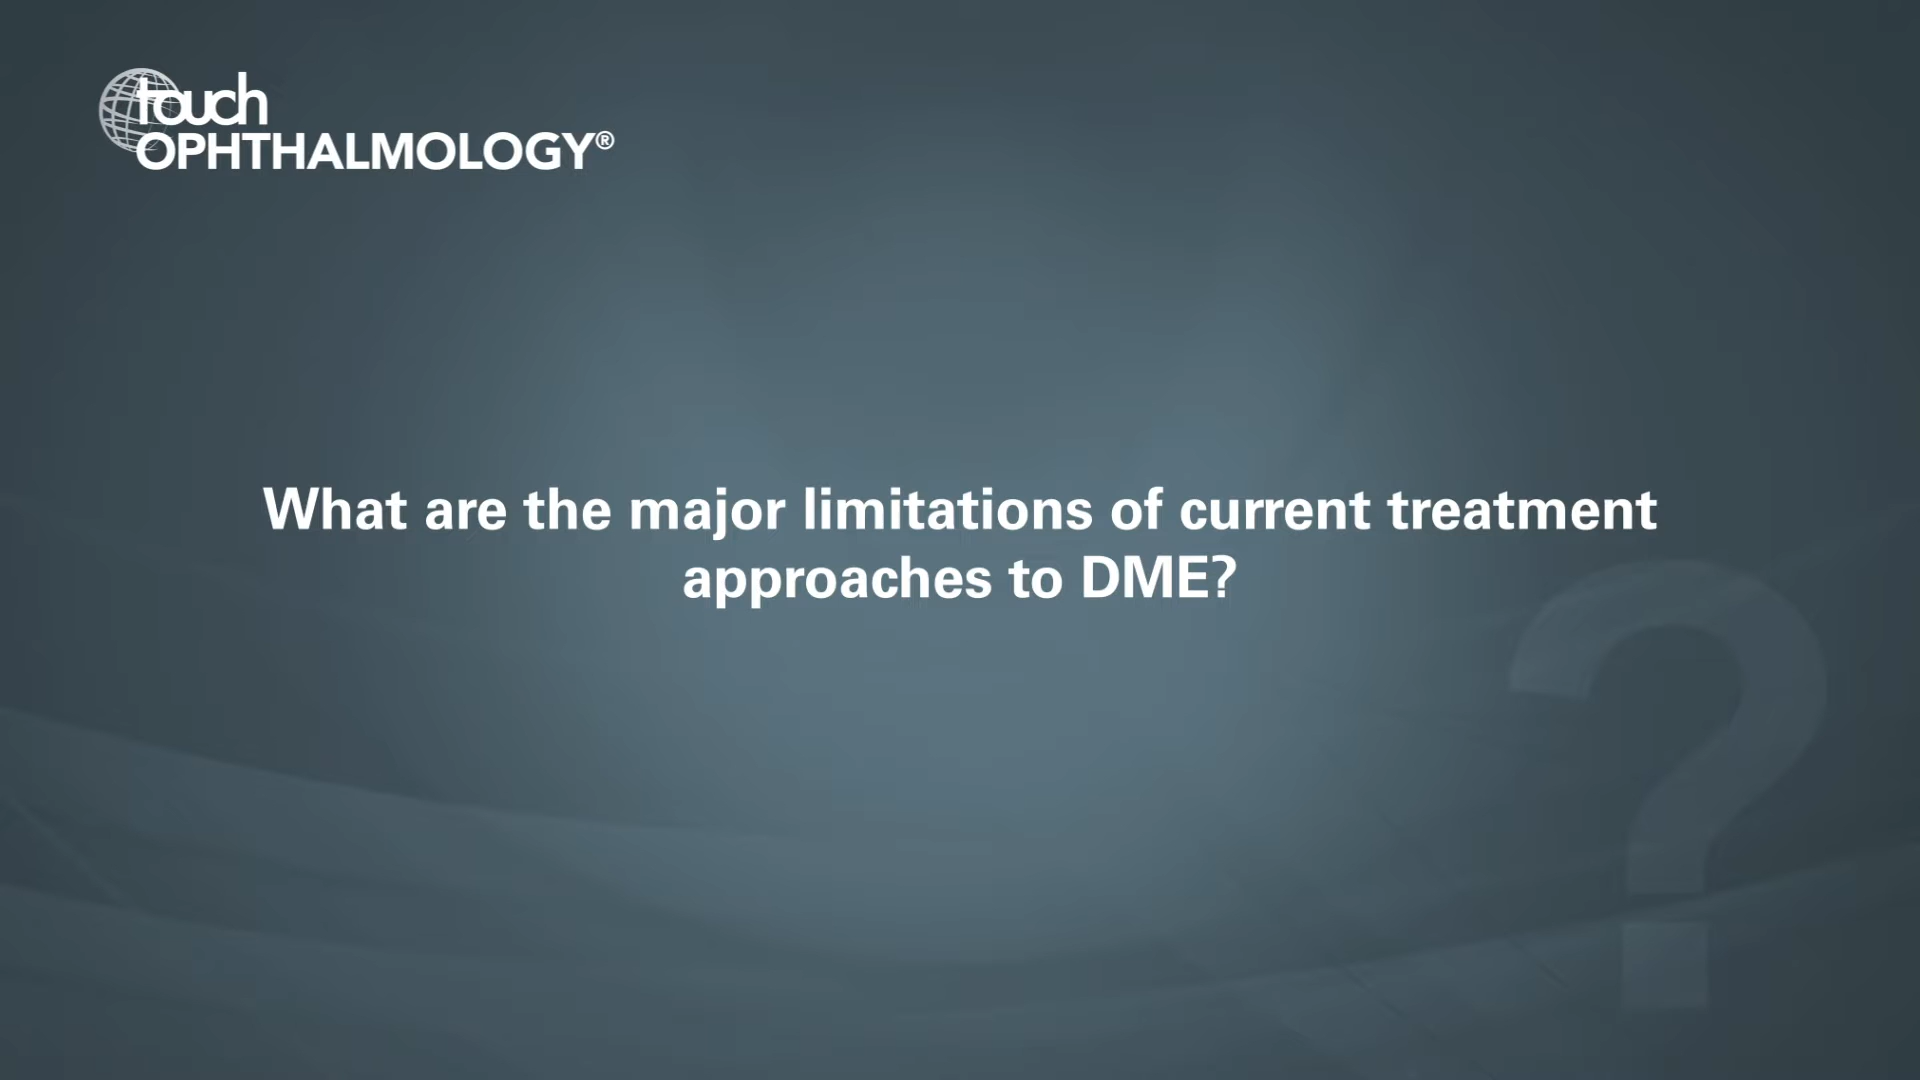 touch
OPHTHALMOLOGY®
What are the major limitations of current treatment
approaches to DME?
?